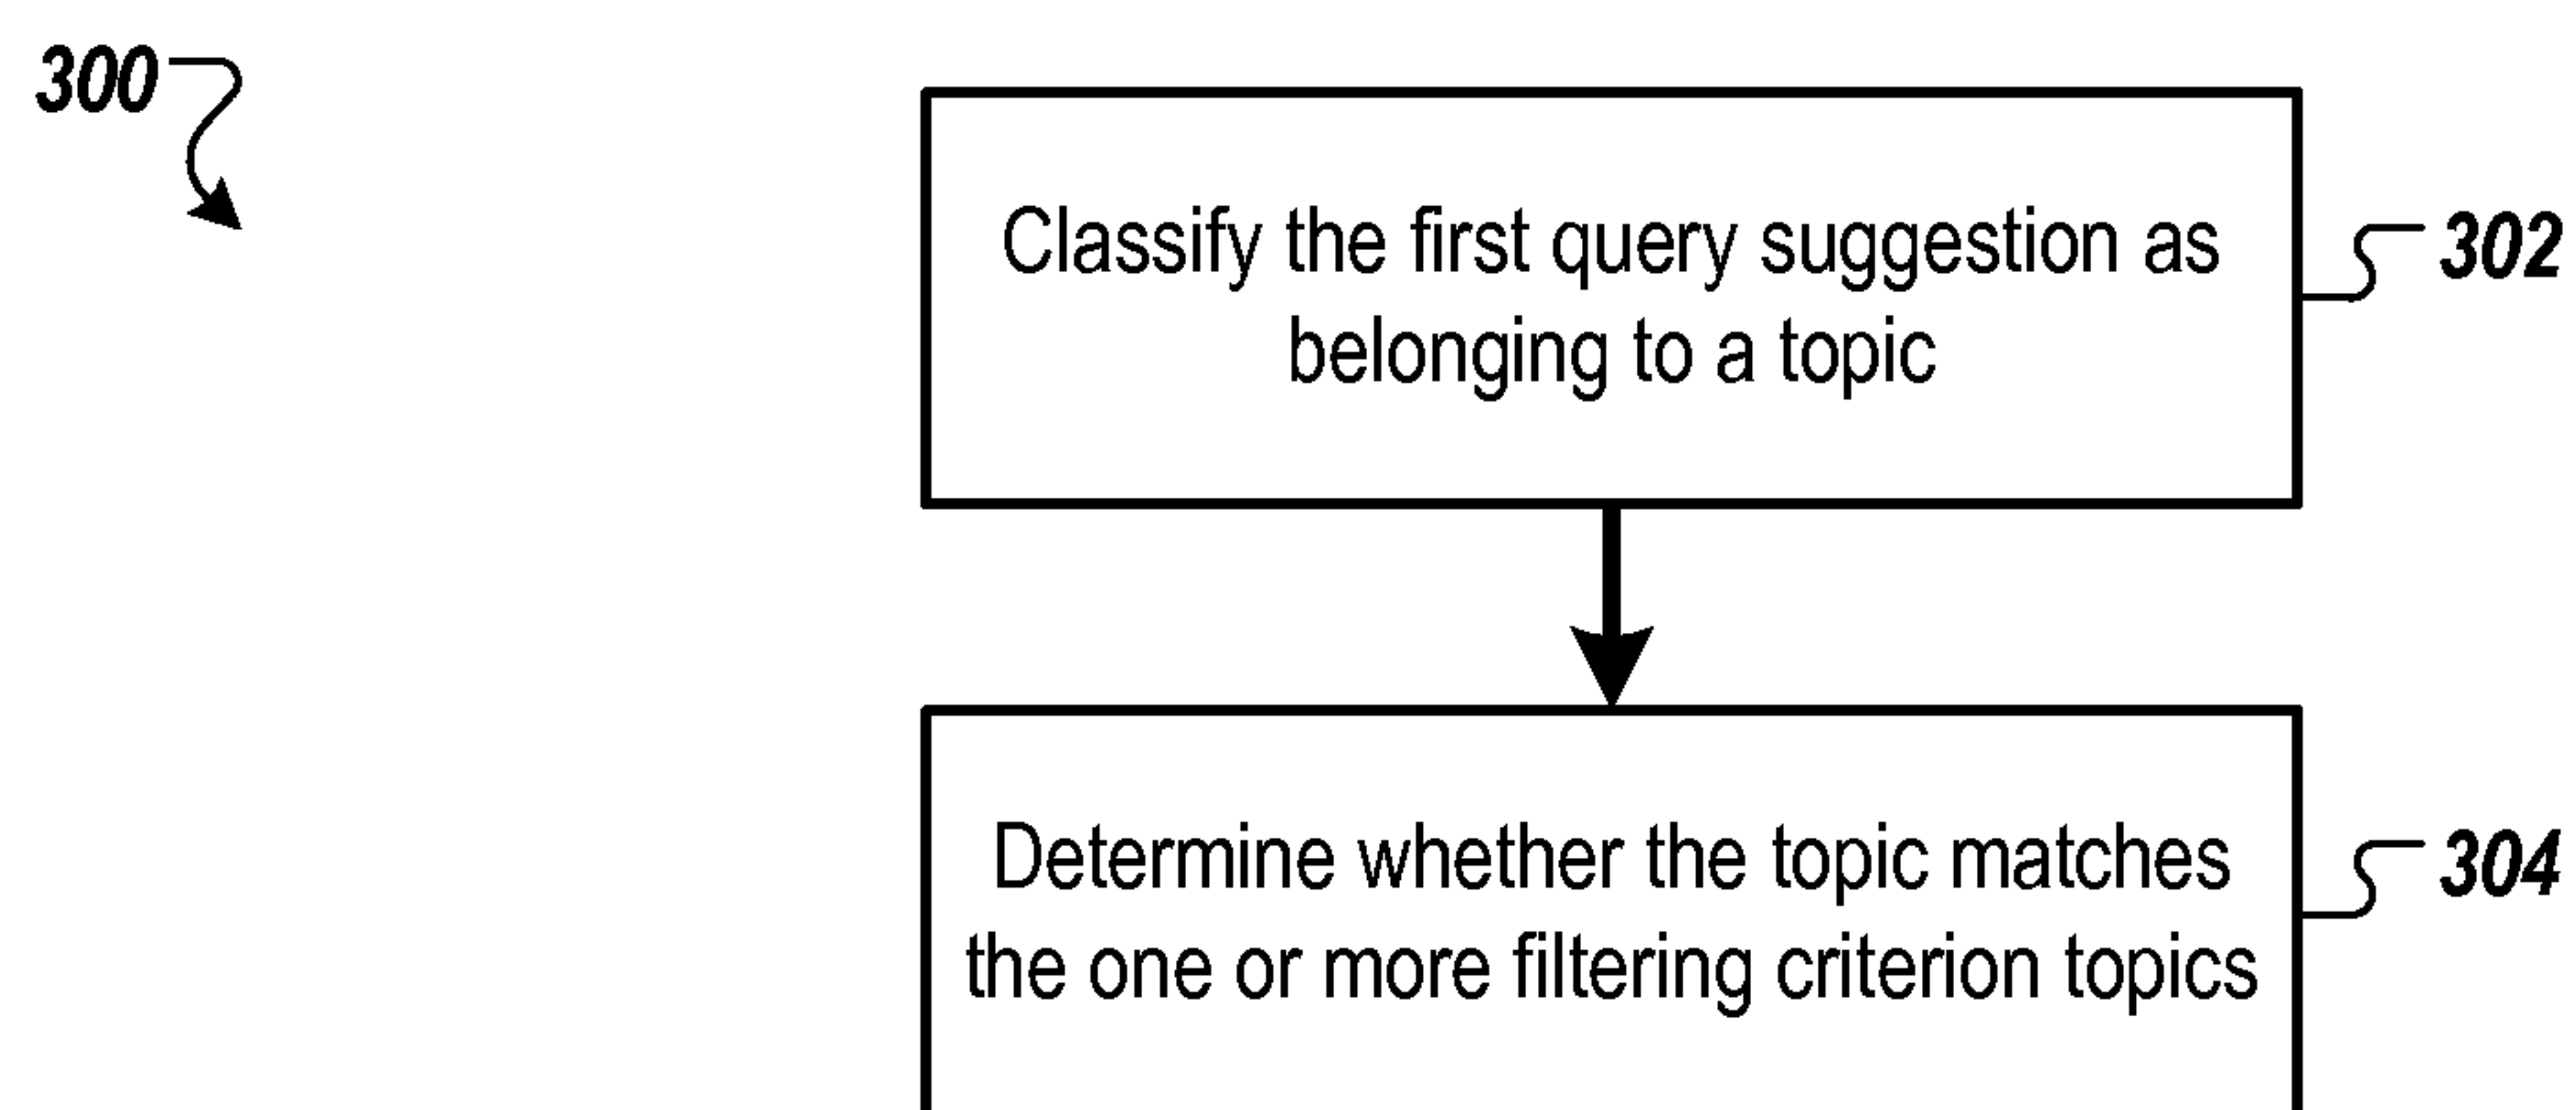 300
Classify the first query suggestion as
belonging to a topic
302
Determine whether the topic matches
the one or more filtering criterion topics
304